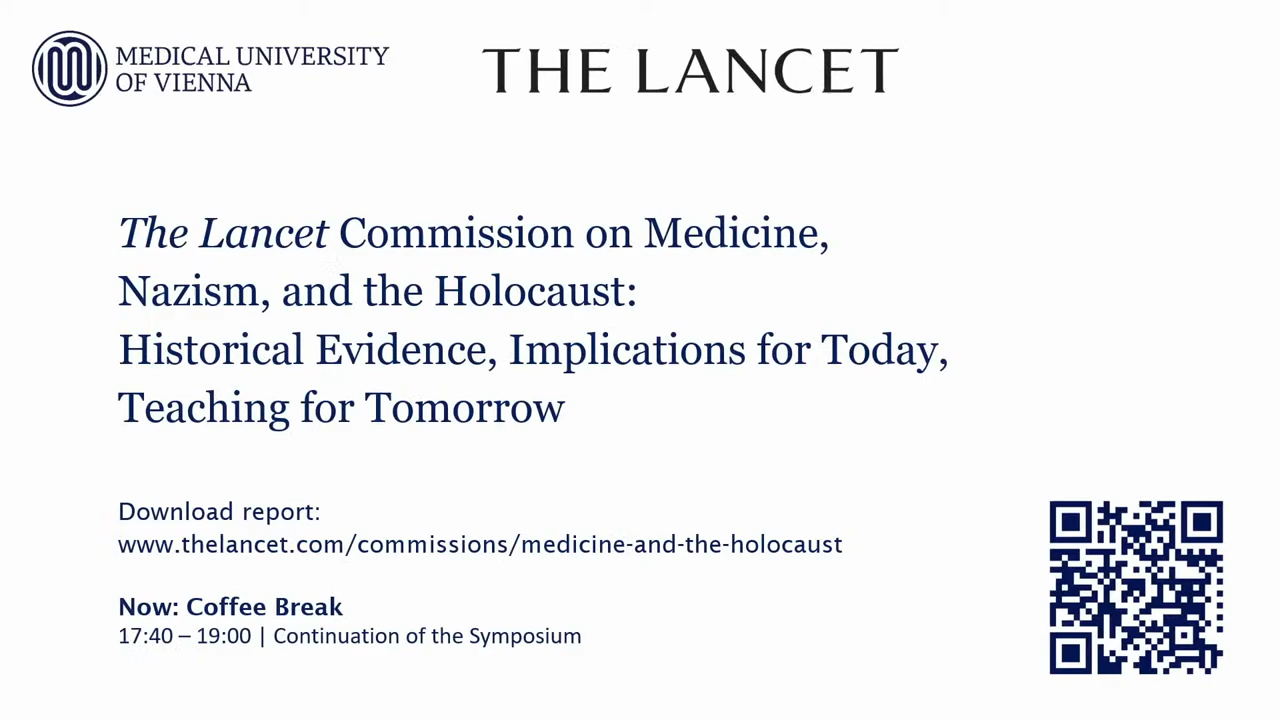 MEDICAL UNIVERSITY
OF VIENNA
THE LANCET
The Lancet Commission on Medicine,
Nazism, and the Holocaust:
Historical Evidence, Implications for Today,
Teaching for Tomorrow
Download report:
www.thelancet.com/commissions/medicine-and-the-holocaust
Now: Coffee Break
17:40 – 19:00 | Continuation of the Symposium